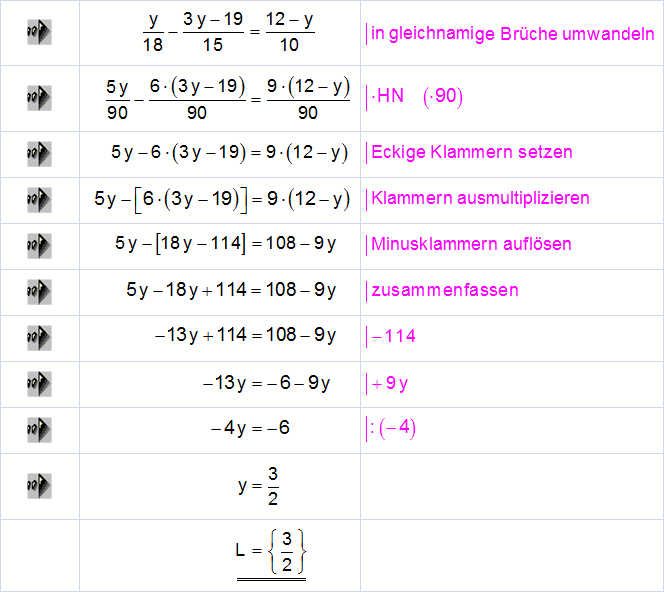 y/18 − 3y−19/15 = 12−y/10 |in gleichnamige Brüche umwandeln
5y/90 − 6·(3y−19)/90 = 9·(12−y)/90 |·HN (·90)
5y−6·(3y−19)=9·(12−y) |Eckige Klammern setzen
5y−[6·(3y−19)]=9·(12−y) |Klammern ausmultiplizieren
5y−[18y−114]=108−9y |Minusklammern auflösen
5y−18y+114=108−9y |zusammenfassen
−13y+114=108−9y |−114
−13y=−6−9y |+9y
−4y=−6 |:(−4)
y=3/2
L={3/2}